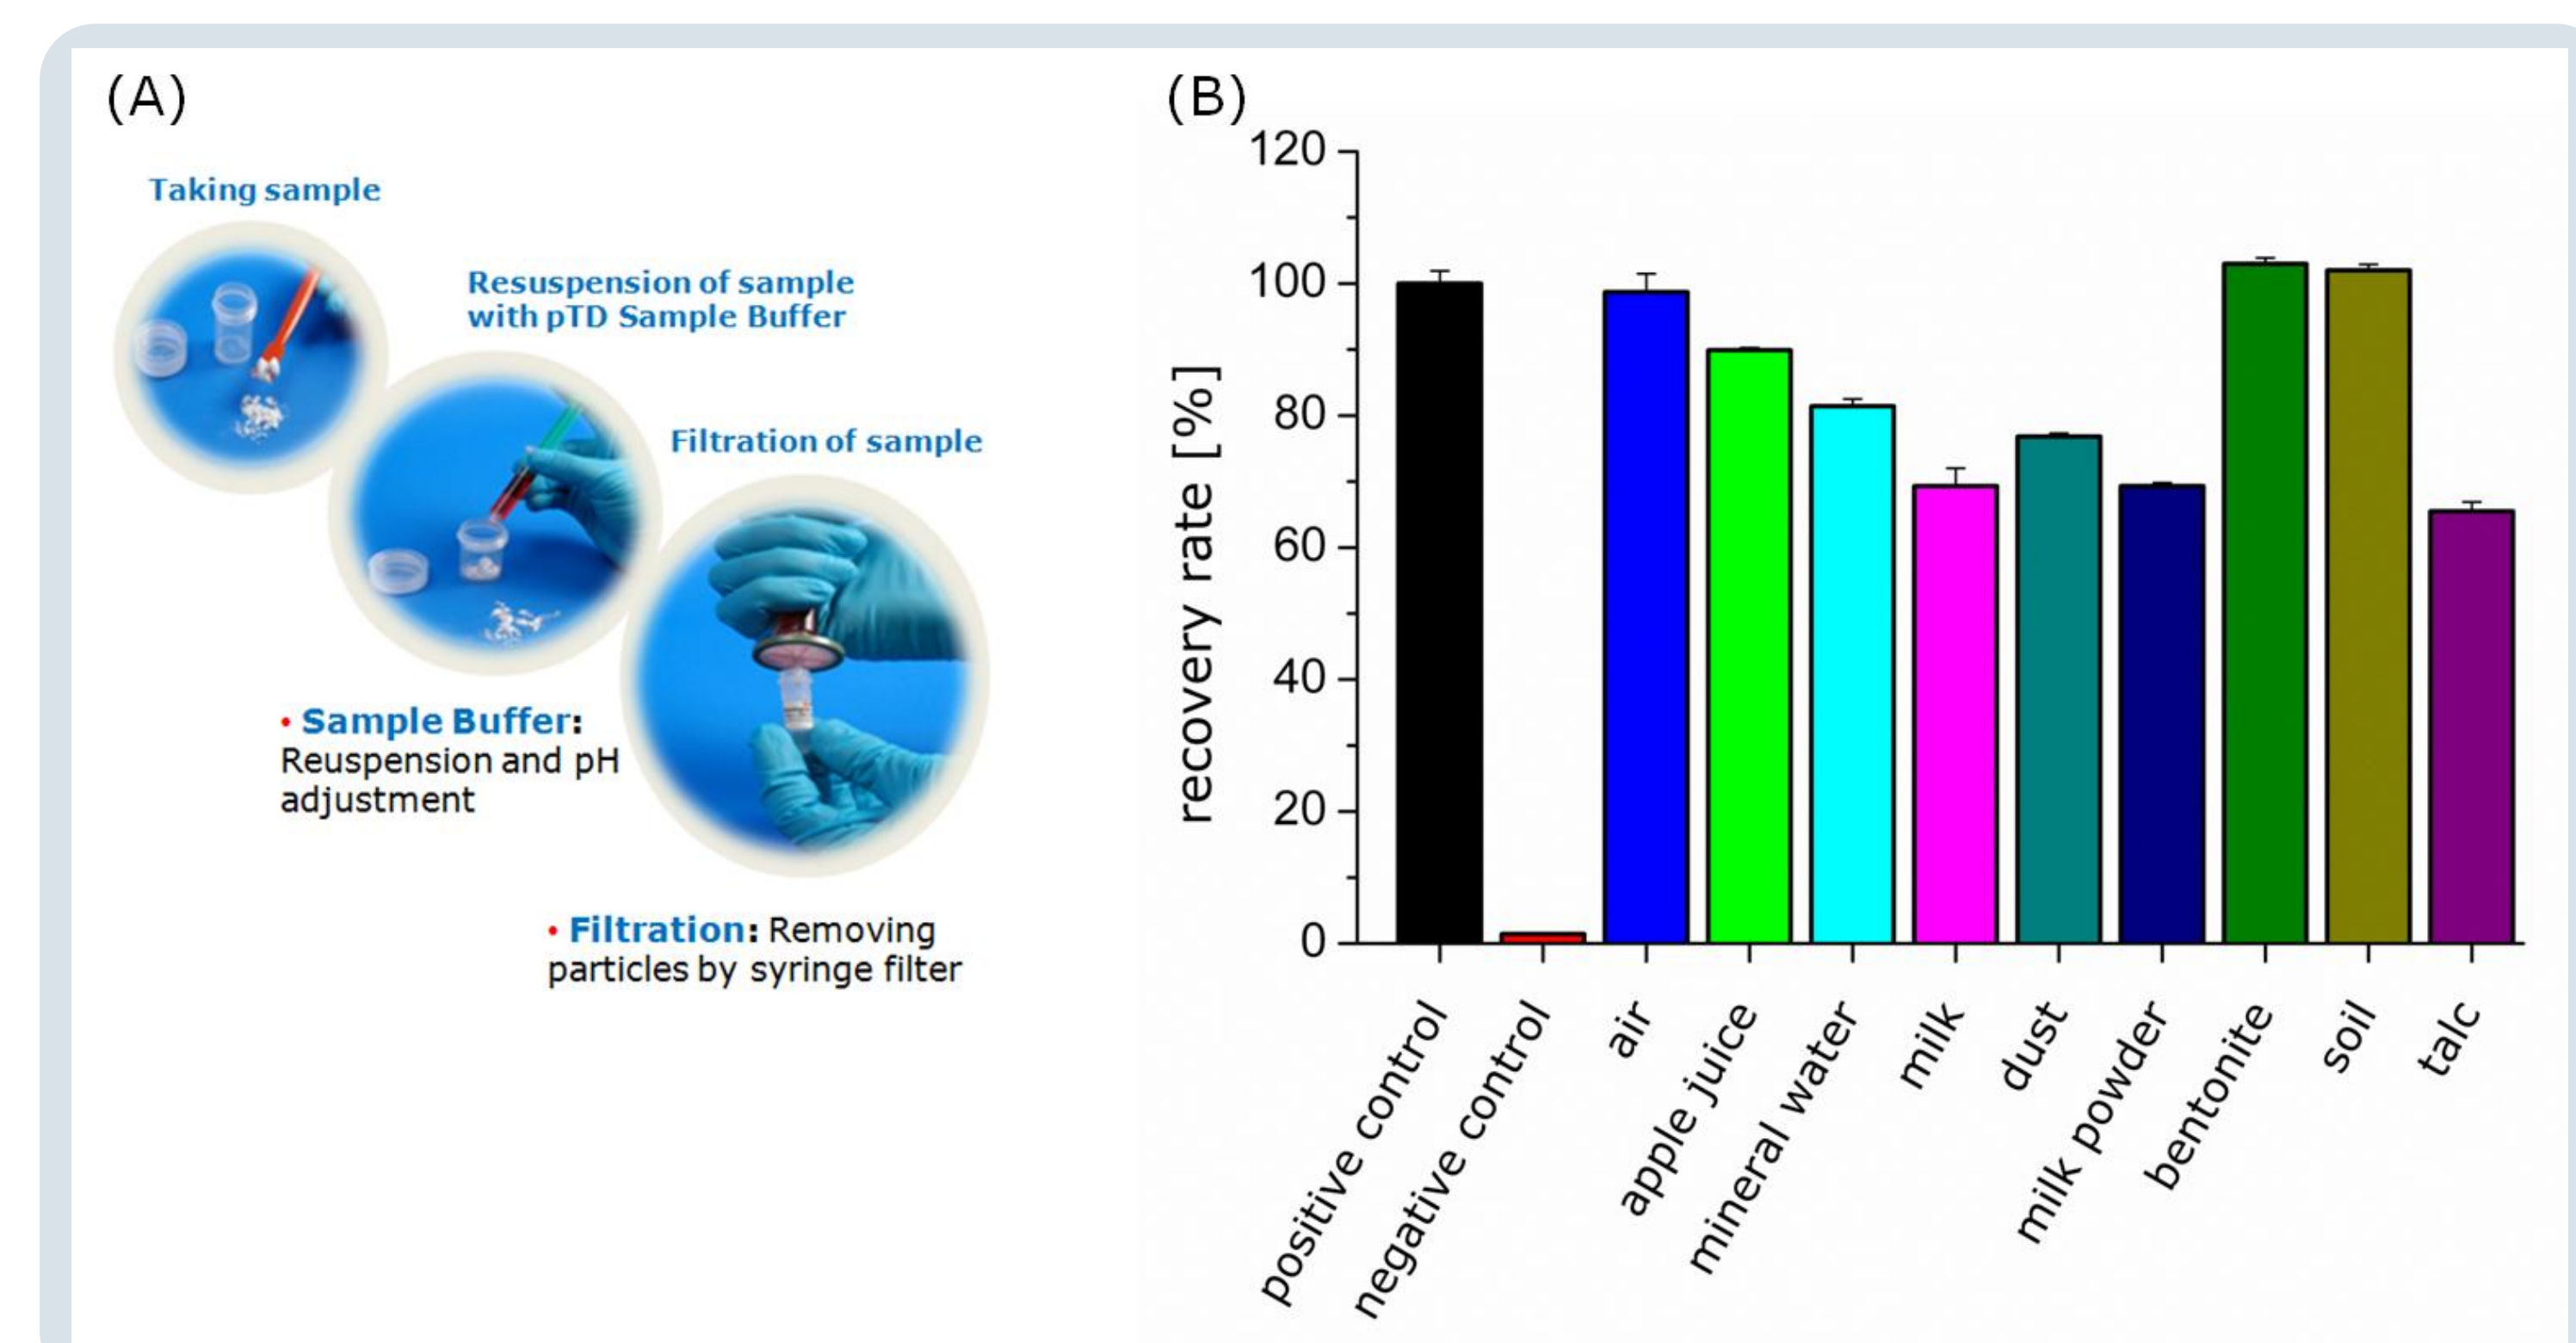 (A)
Taking sample
Resuspension of sample
with pTD Sample Buffer
Filtration of sample
• Sample Buffer:
Reuspension and pH
adjustment
• Filtration: Removing
particles by syringe filter
(B)
recovery rate [%]
120
100
80
60
40
20
0
positive control
negative control
air
apple juice
mineral water
milk
dust
milk powder
bentonite
soil
talc